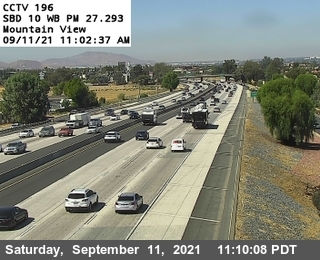 CCTV 196
SBD 10 WB PM 27.293
Mountain View
09/11/21 11:02:37 AM
Saturday, September 11, 2021 11:10:08 PDT